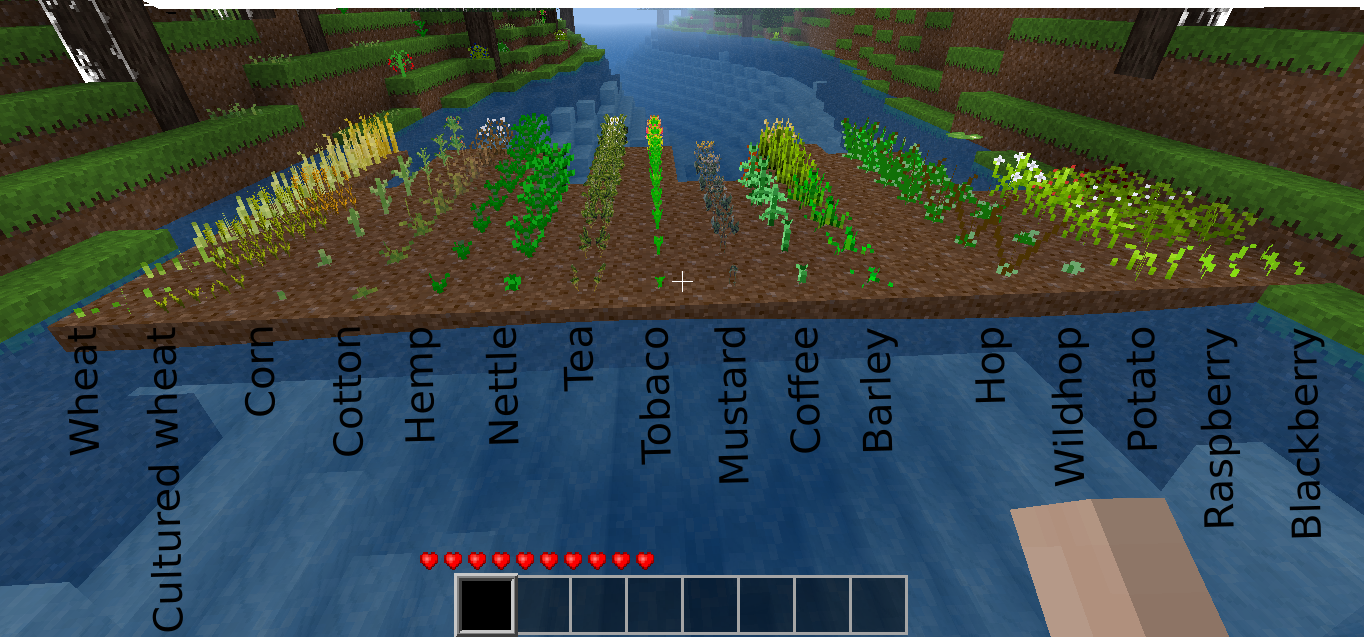 Wheat
Cultured wheat
Corn
Cotton
Hemp
Nettle
Tea
Tobaco
Mustard
Coffee
Barley
Hop
Wildhop
Potato
Raspberry
Blackberry